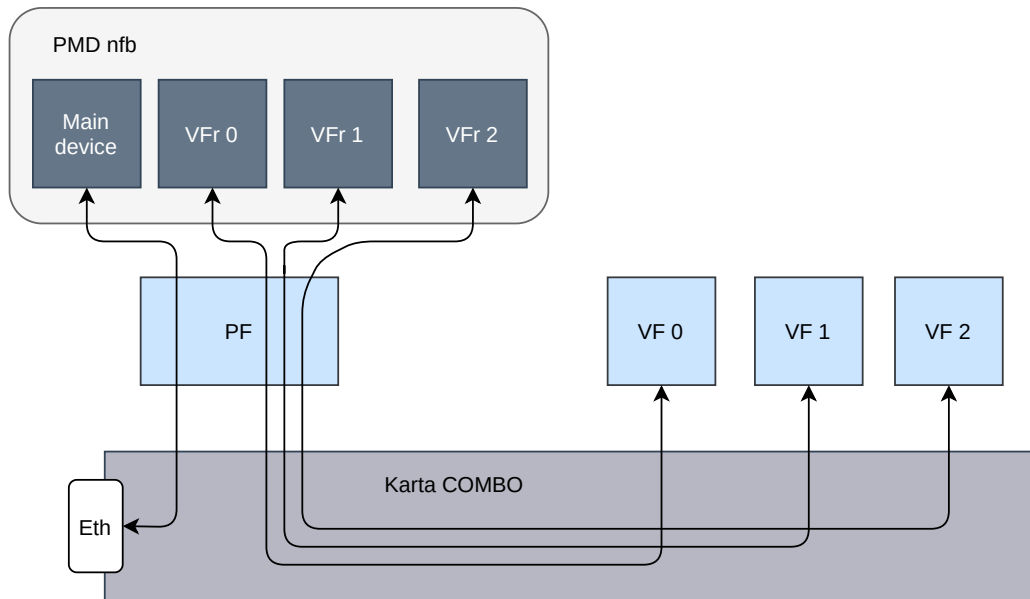 PMD nfb
Main
device
VFr 0
VFr 1
VFr 2
PF
VF 0
VF 1
VF 2
Karta COMBO
Eth